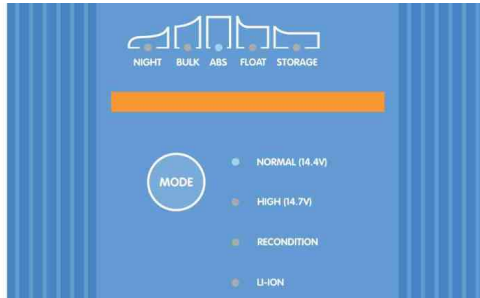 NIGHT BULK ABS FLOAT STORAGE
NORMAL (14.4V)
MODE
HIGH (14.7V)
RECONDITION
LI-ION